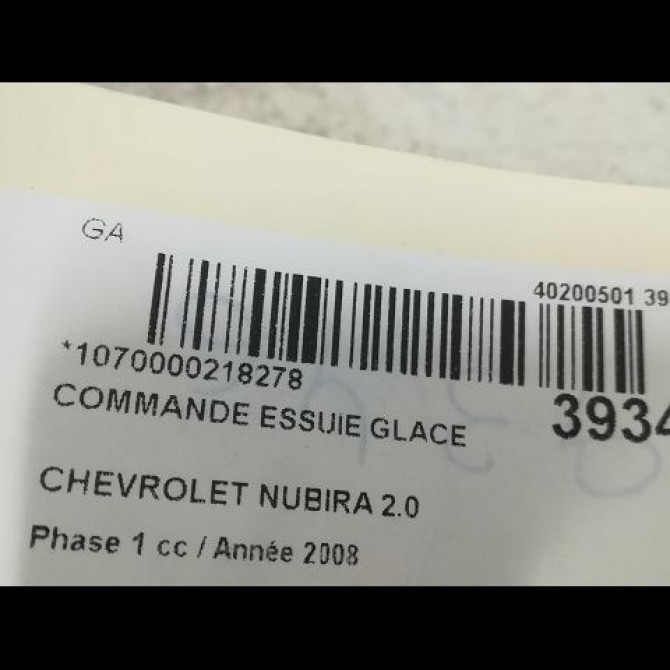 GA
40200501 39
*1070000218278
COMMANDE ESSUIE GLACE
3934
CHEVROLET NUBIRA 2.0
Phase 1 cc / Année 2008